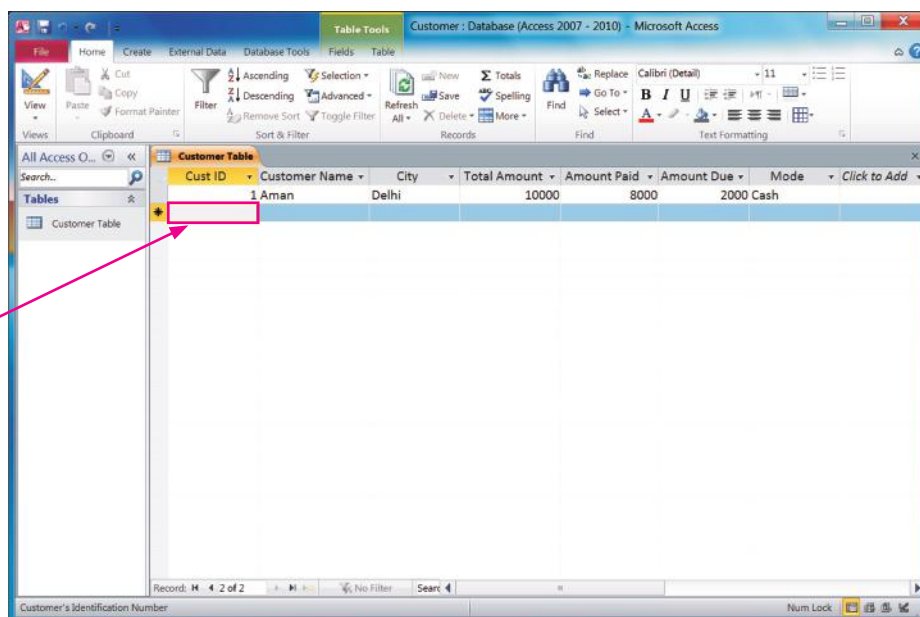 Table Tools
Customer : Database (Access 2007 - 2010) - Microsoft Access
File Home Create External Data Database Tools Fields Table
View Paste Cut Copy Format Painter
Filter Ascending Descending Remove Sort Selection Advanced Toggle Filter
Refresh All New Save Delete Σ Totals Spelling More
Find Replace Go To Select
Calibri (Detail) 11
B I U A
Views Clipboard Sort & Filter Records Find Text Formatting
All Access O... «
Customer Table
Search...
Tables
Customer Table
Cust ID Customer Name City Total Amount Amount Paid Amount Due Mode Click to Add
1 Aman Delhi 10000 8000 2000 Cash
Record: 2 of 2 No Filter Searc
Customer's Identification Number Num Lock